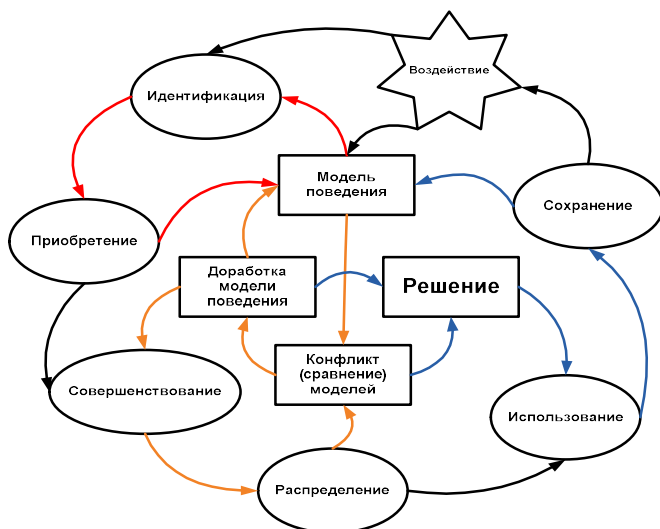 Воздействие
Идентификация
Модель
поведения
Сохранение
Приобретение
Доработка
модели
поведения
Решение
Конфликт
(сравнение)
моделей
Совершенствование
Использование
Распределение